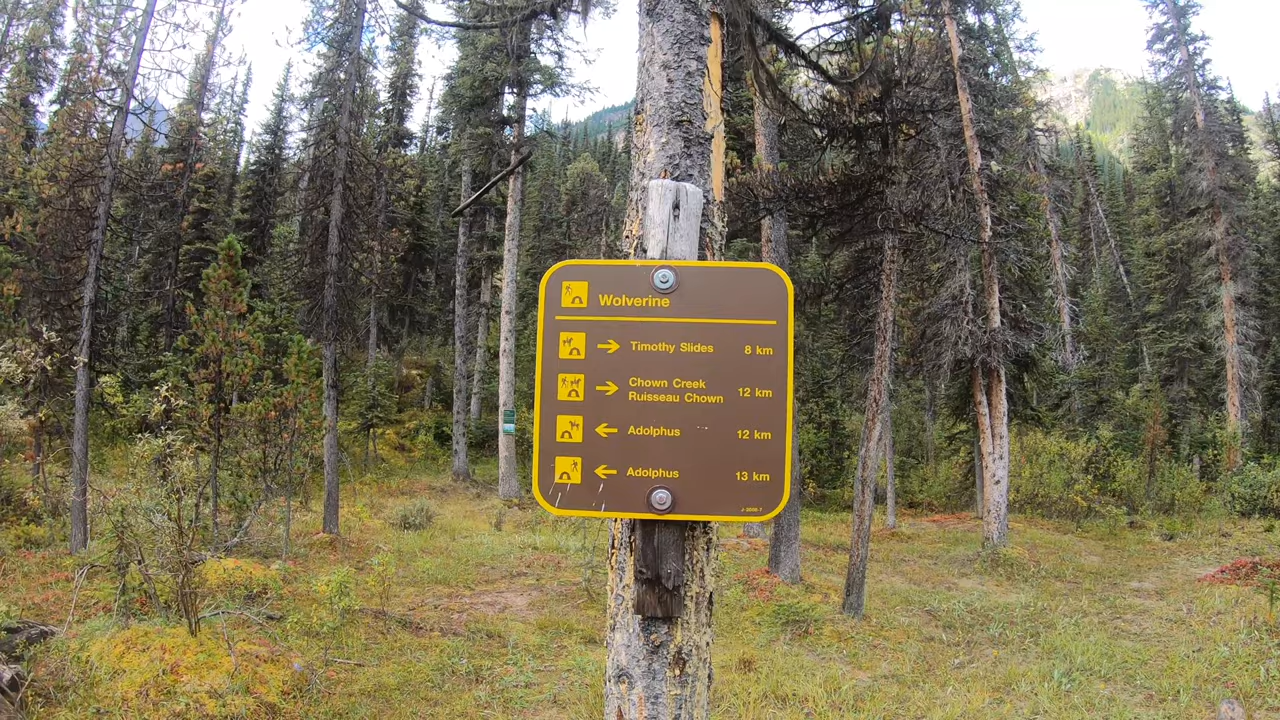 Wolverine
→ Timothy Slides 8 km
→ Chown Creek
Ruisseau Chown 12 km
← Adolphus 12 km
← Adolphus 13 km